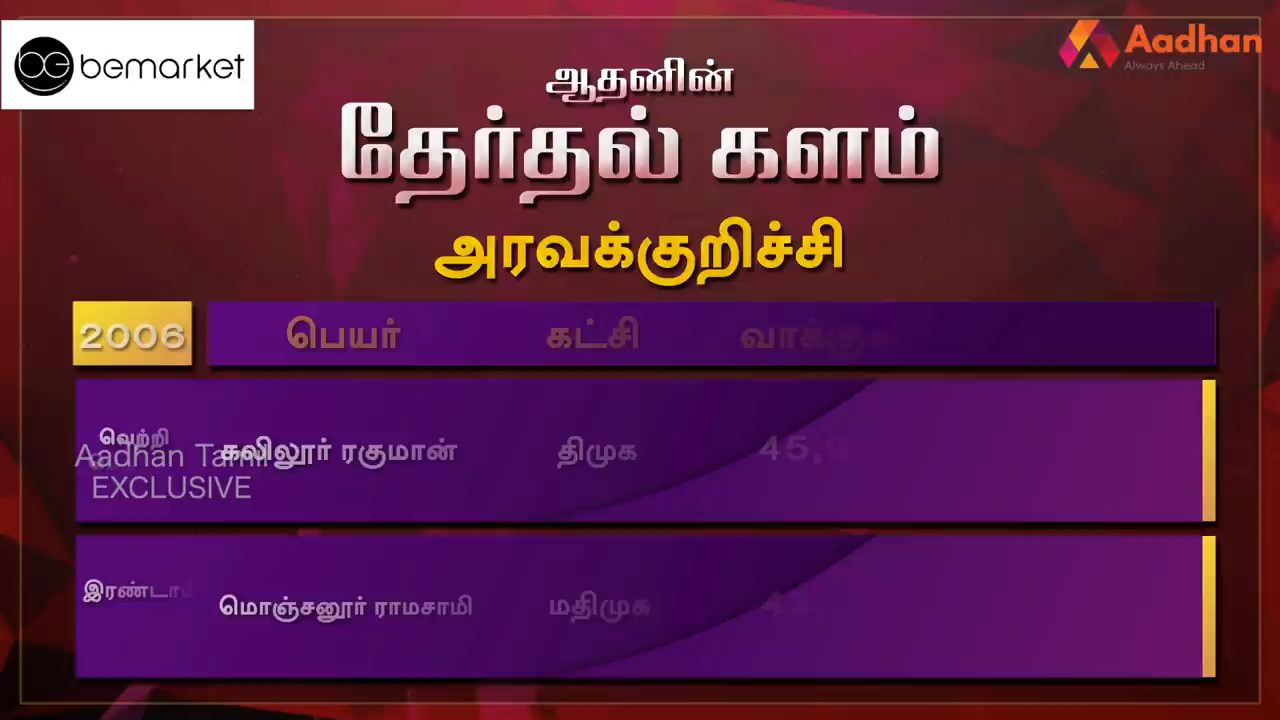 bemarket
Aadhan
Always Ahead
ஆதனின்
தேர்தல் களம்
அரவக்குறிச்சி
2006 பெயர் கட்சி
வெற்றி கலிலூர் ரகுமான் திமுக
Aadhan Tamil
EXCLUSIVE
மொஞ்சனூர் ராமசாமி மதிமுக